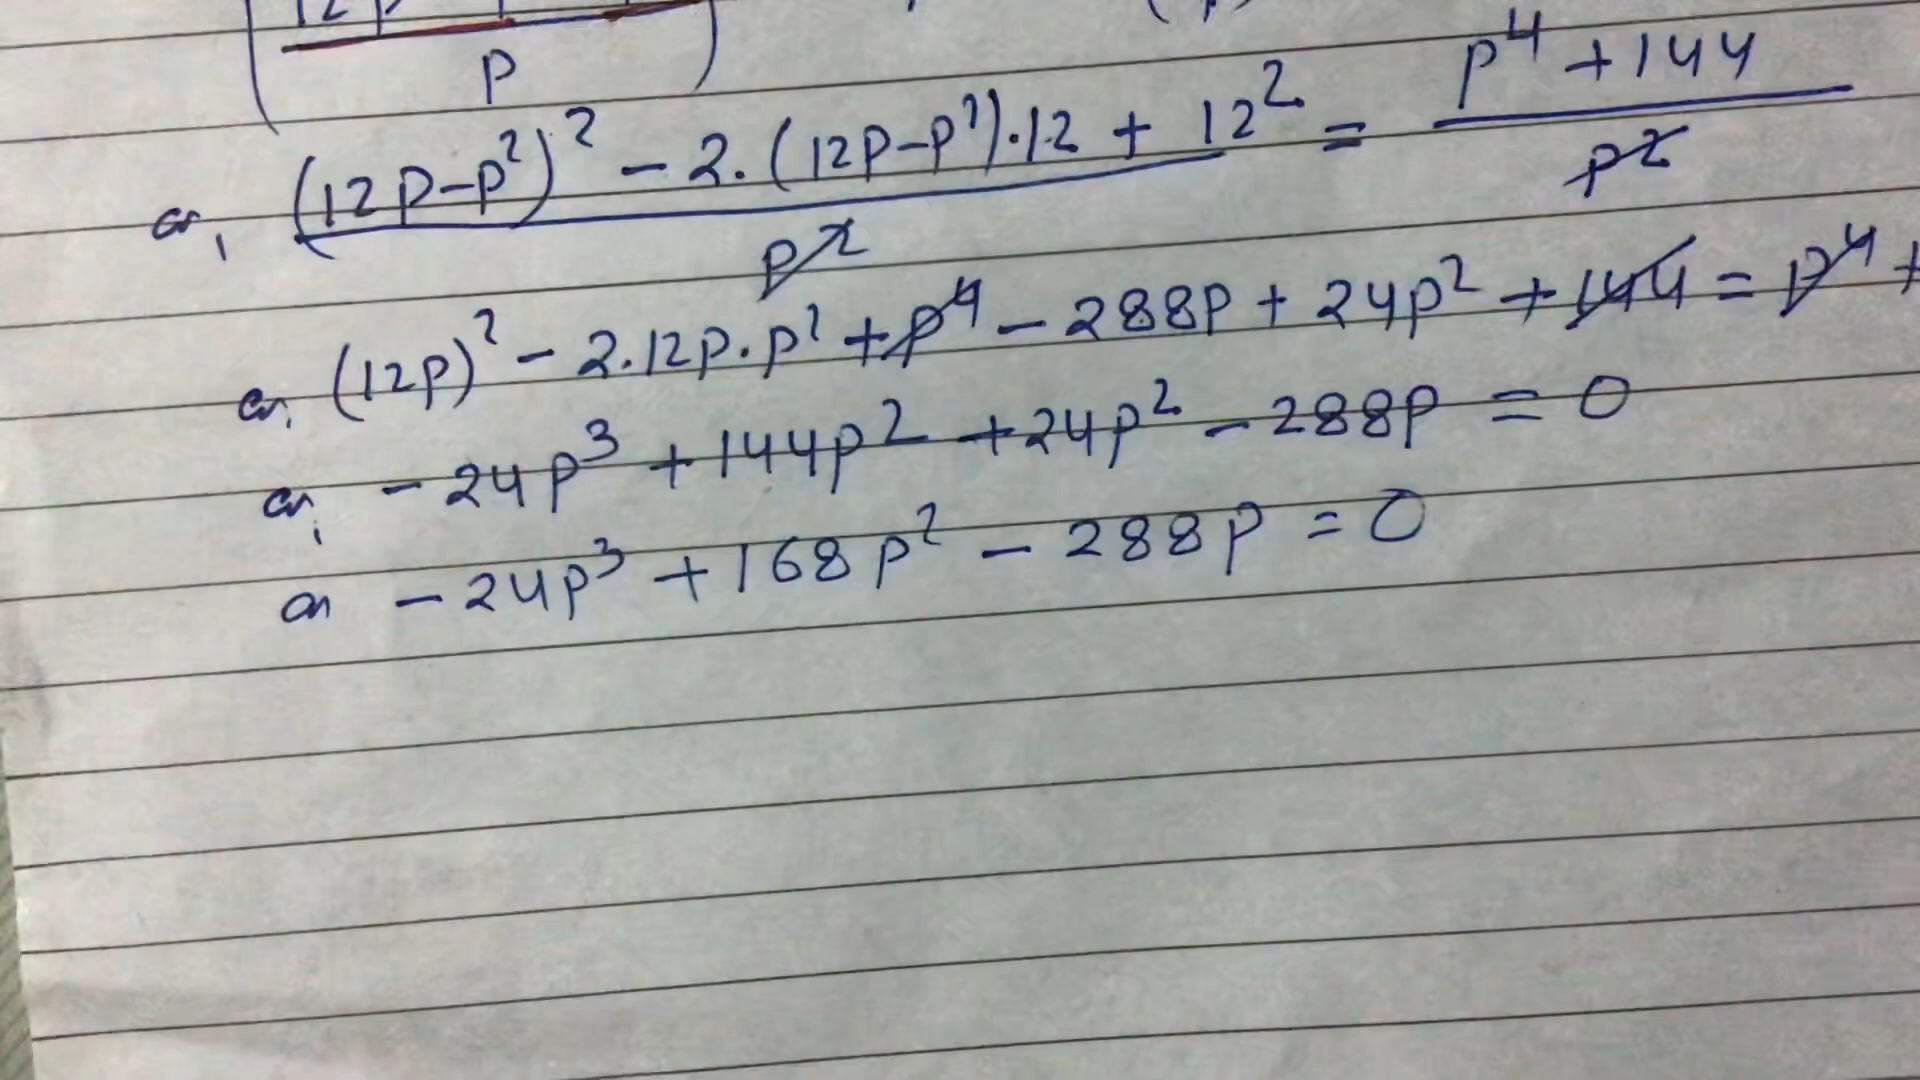 p
(12p-p²)² - 2.(12p-p²).12 + 12² = p⁴ + 144
p² p²
or, (12p)² - 2.12p.p² + p⁴ - 288p + 24p² + 144 = p⁴ +
or, - 24p³ + 144p² + 24p² - 288p = 0
or - 24p³ + 168p² - 288p = 0